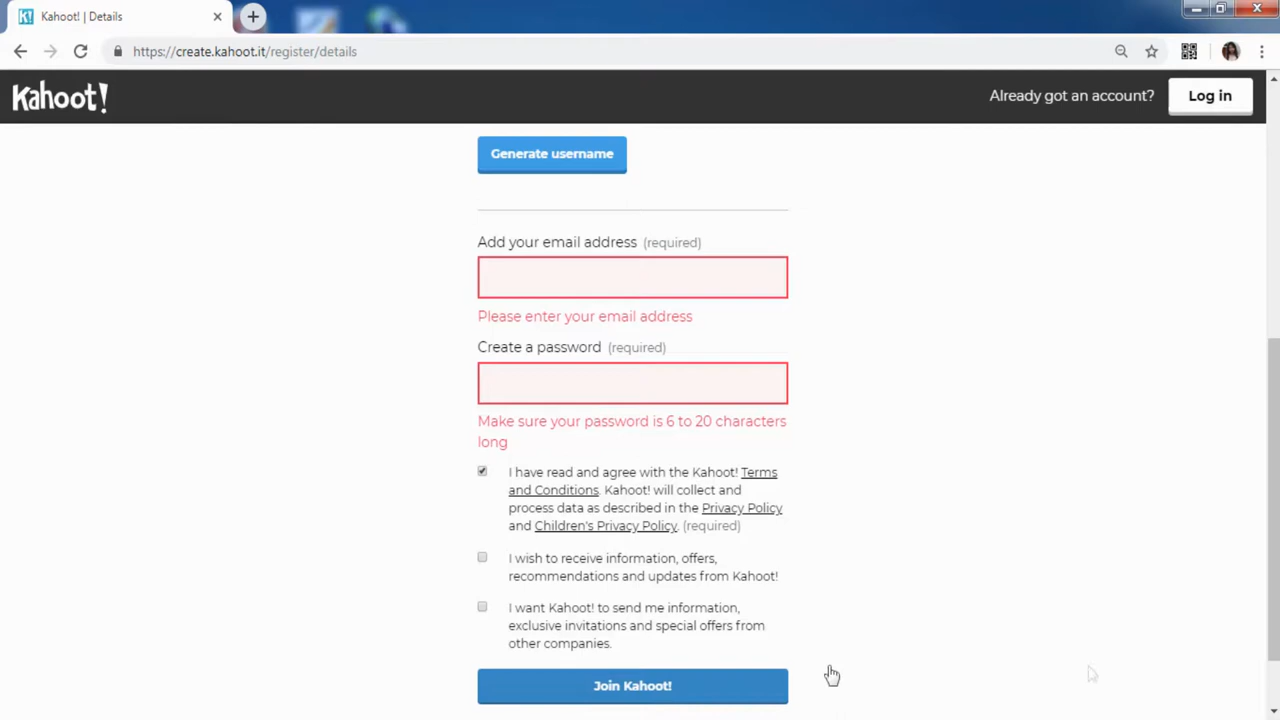 Kahoot! | Details
https://create.kahoot.it/register/details
Kahoot!
Already got an account?
Log in
Generate username
Add your email address (required)
Please enter your email address
Create a password (required)
Make sure your password is 6 to 20 characters
long
I have read and agree with the Kahoot! Terms
and Conditions. Kahoot! will collect and
process data as described in the Privacy Policy
and Children's Privacy Policy. (required)
I wish to receive information, offers,
recommendations and updates from Kahoot!
I want Kahoot! to send me information,
exclusive invitations and special offers from
other companies.
Join Kahoot!